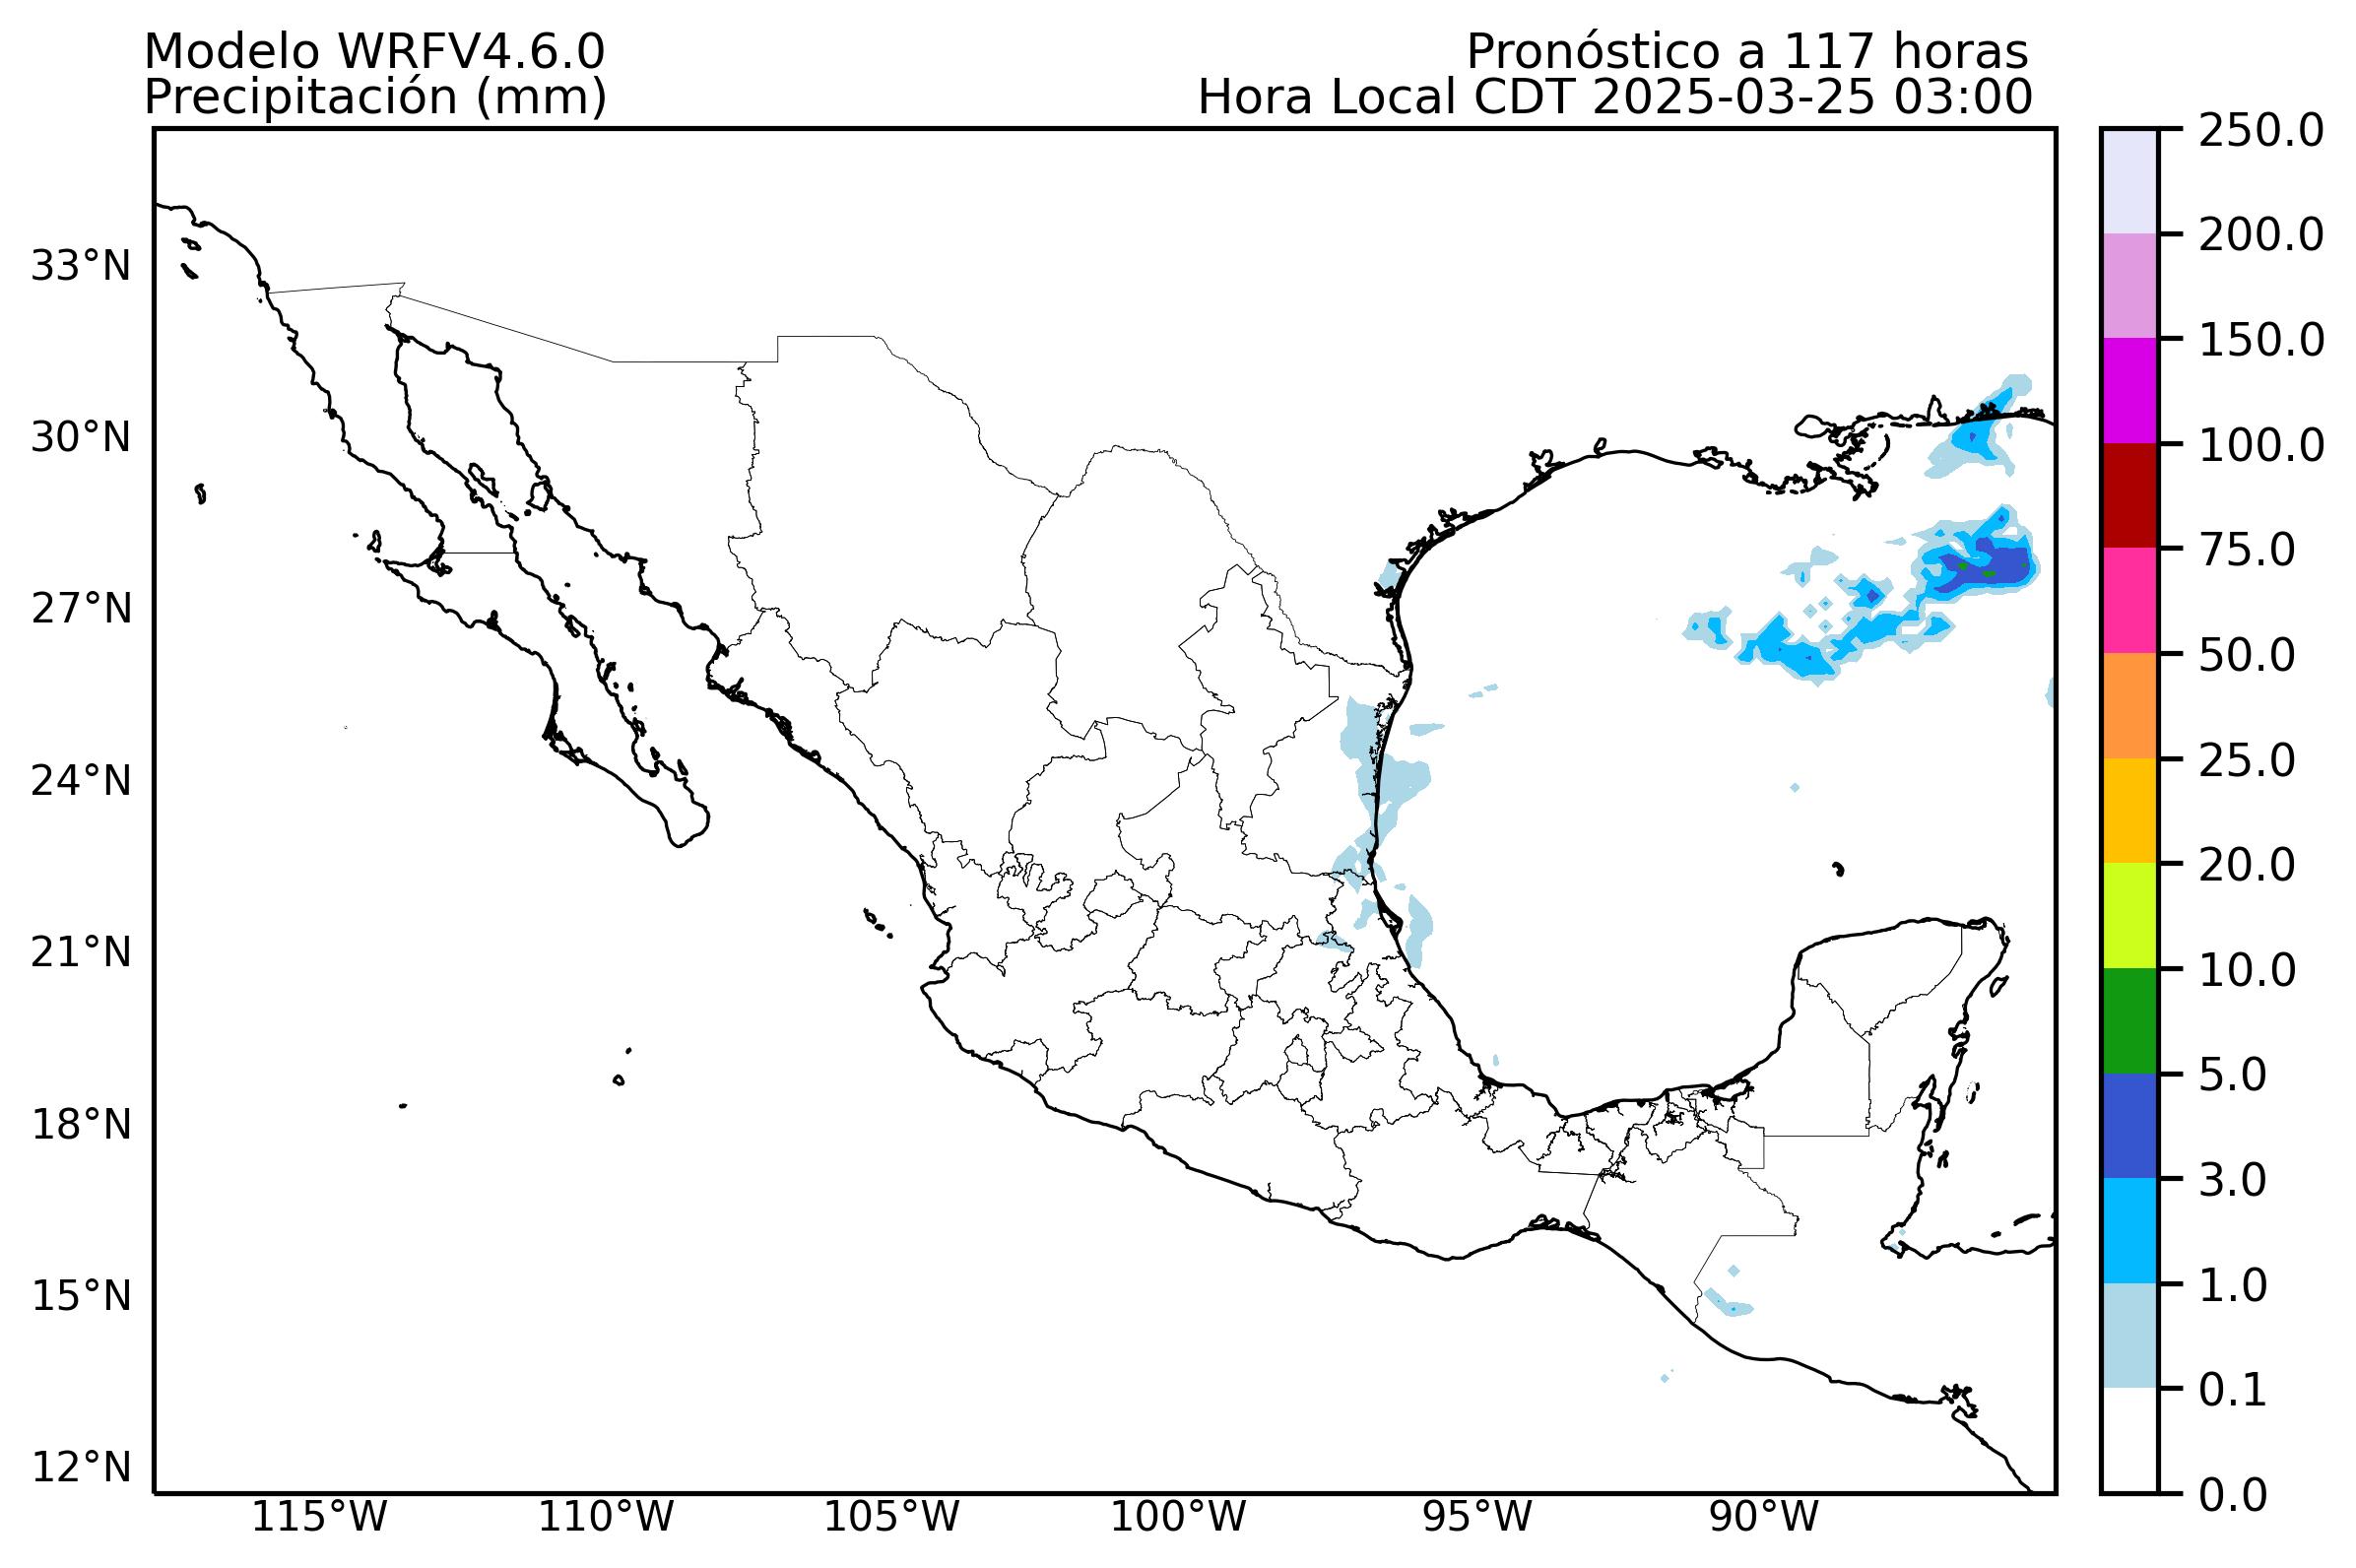 Modelo WRFV4.6.0
Pronóstico a 117 horas
Precipitación (mm)
Hora Local CDT 2025-03-25 03:00
33°N
30°N
27°N
24°N
21°N
18°N
15°N
12°N
115°W
110°W
105°W
100°W
95°W
90°W
250.0
200.0
150.0
100.0
75.0
50.0
25.0
20.0
10.0
5.0
3.0
1.0
0.1
0.0